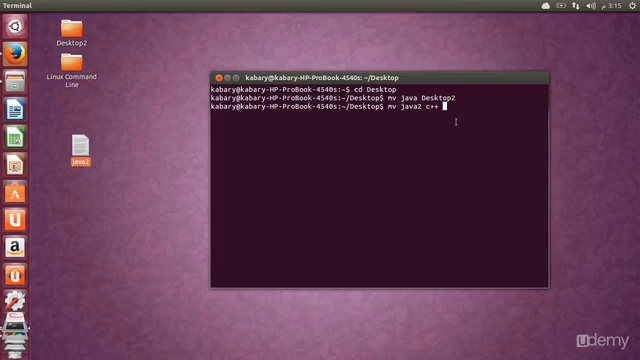 Terminal
3:15 م
Desktop2
Linux Command
Line
java2
kabary@kabary-HP-ProBook-4540s: ~/Desktop
kabary@kabary-HP-ProBook-4540s:~$ cd Desktop
kabary@kabary-HP-ProBook-4540s:~/Desktop$ mv java Desktop2
kabary@kabary-HP-ProBook-4540s:~/Desktop$ mv java2 c++
udemy